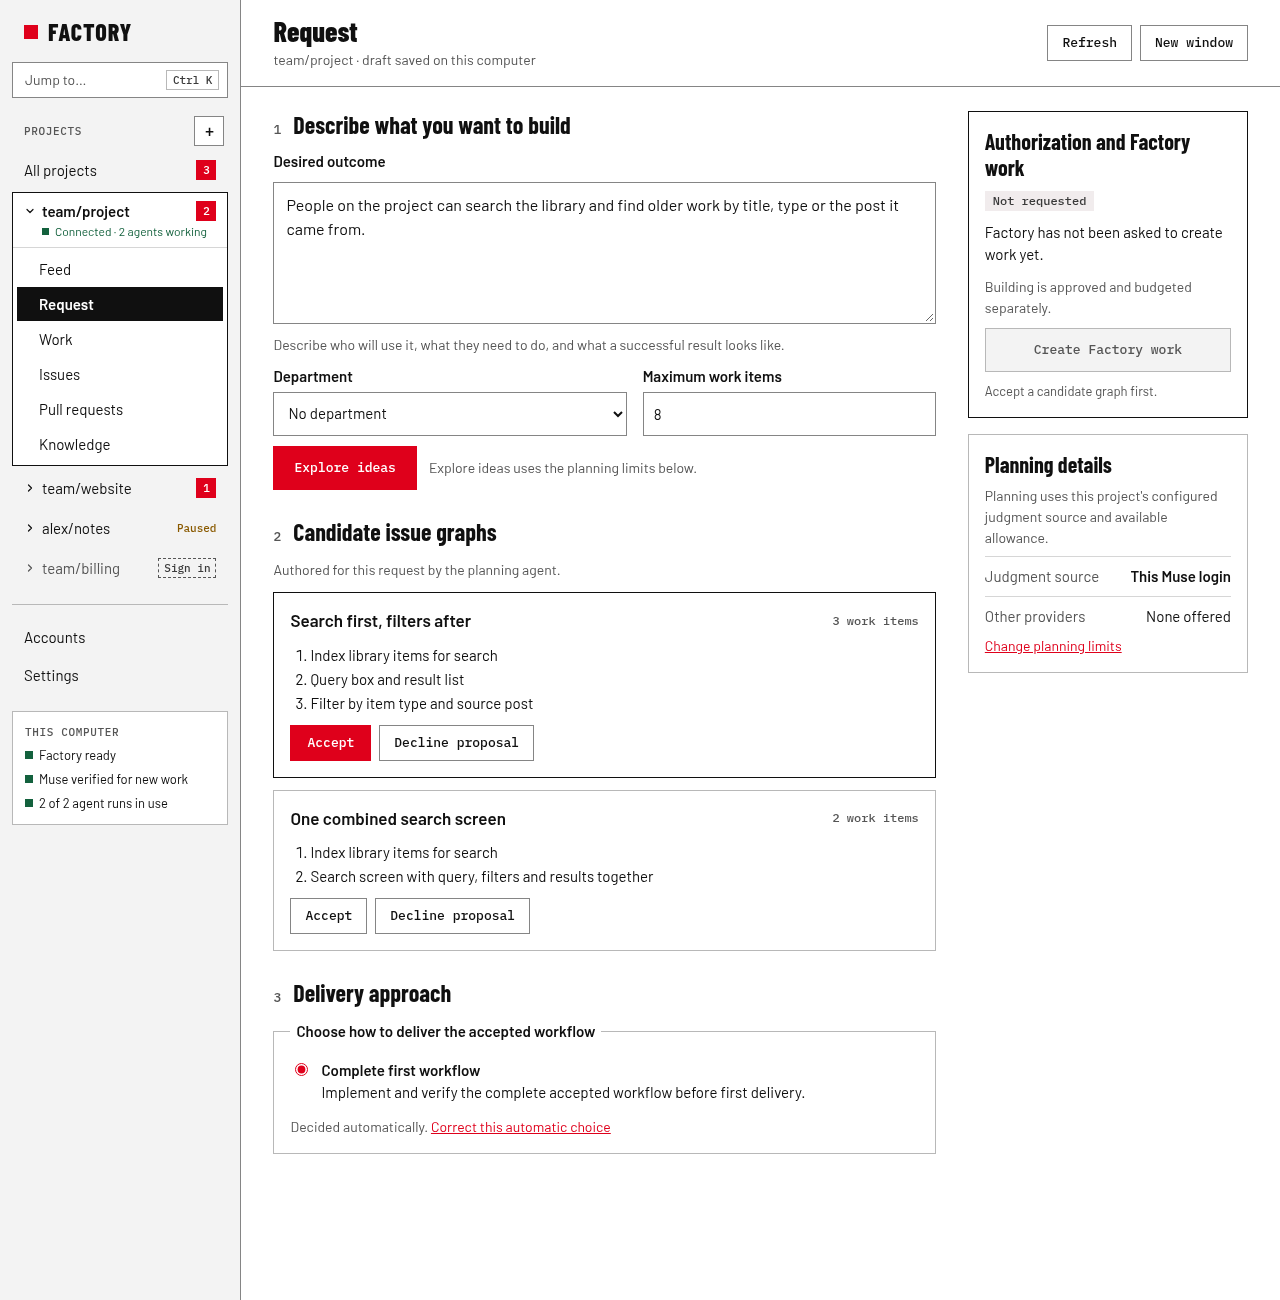 FACTORY
Jump to...
Ctrl K
PROJECTS
+
All projects
3
team/project
2
Connected · 2 agents working
Feed
Request
Work
Issues
Pull requests
Knowledge
team/website
1
alex/notes
Paused
team/billing
Sign in
Accounts
Settings
THIS COMPUTER
Factory ready
Muse verified for new work
2 of 2 agent runs in use
Request
team/project · draft saved on this computer
Refresh
New window
1 Describe what you want to build
Desired outcome
People on the project can search the library and find older work by title, type or the post it
came from.
Describe who will use it, what they need to do, and what a successful result looks like.
Department
Maximum work items
No department
8
Explore ideas
Explore ideas uses the planning limits below.
2 Candidate issue graphs
Authored for this request by the planning agent.
Search first, filters after
3 work items
1. Index library items for search
2. Query box and result list
3. Filter by item type and source post
Accept
Decline proposal
One combined search screen
2 work items
1. Index library items for search
2. Search screen with query, filters and results together
Accept
Decline proposal
3 Delivery approach
Choose how to deliver the accepted workflow
Complete first workflow
Implement and verify the complete accepted workflow before first delivery.
Decided automatically. Correct this automatic choice
Authorization and Factory
work
Not requested
Factory has not been asked to create
work yet.
Building is approved and budgeted
separately.
Create Factory work
Accept a candidate graph first.
Planning details
Planning uses this project's configured
judgment source and available
allowance.
Judgment source
This Muse login
Other providers
None offered
Change planning limits